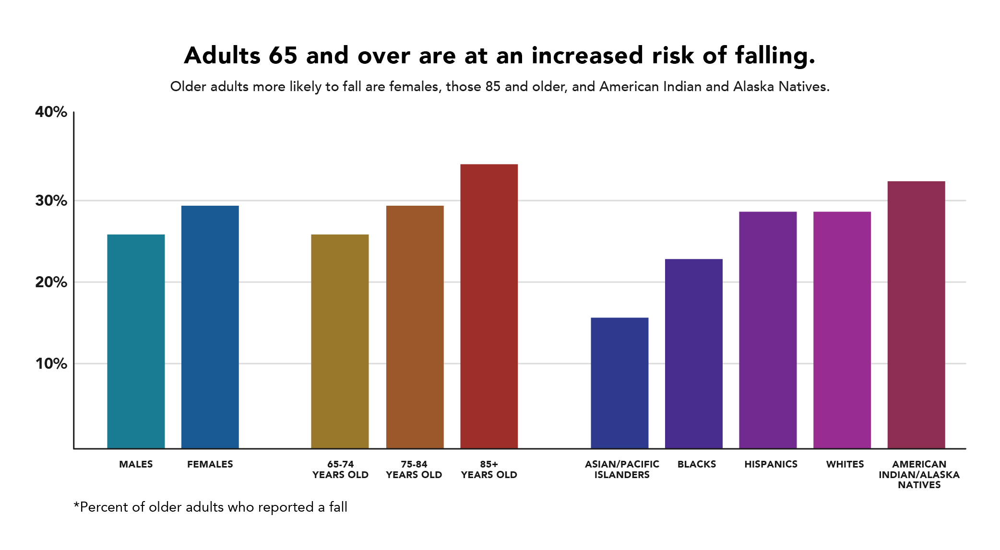 Adults 65 and over are at an increased risk of falling.
Older adults more likely to fall are females, those 85 and older, and American Indian and Alaska Natives.
40%
30%
20%
10%
MALES
FEMALES
65-74
YEARS OLD
75-84
YEARS OLD
85+
YEARS OLD
ASIAN/PACIFIC
ISLANDERS
BLACKS
HISPANICS
WHITES
AMERICAN
INDIAN/ALASKA
NATIVES
*Percent of older adults who reported a fall